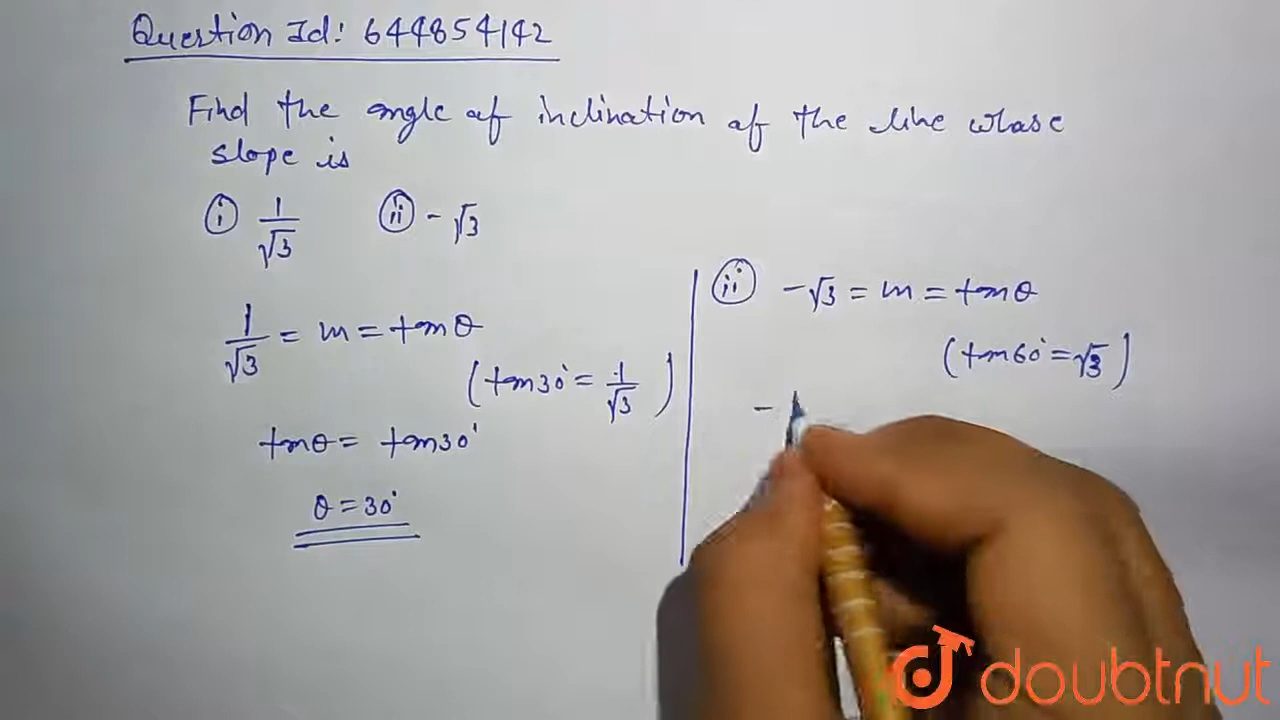 Question Id: 644854142
Find the angle of inclination of the line whose
slope is
(i) 1/√3 (ii) - √3
1/√3 = m = tanθ
(tan30° = 1/√3)
tanθ = tan30°
θ = 30°
(ii) -√3 = m = tanθ
(tan60° = √3)
-
doubtnut